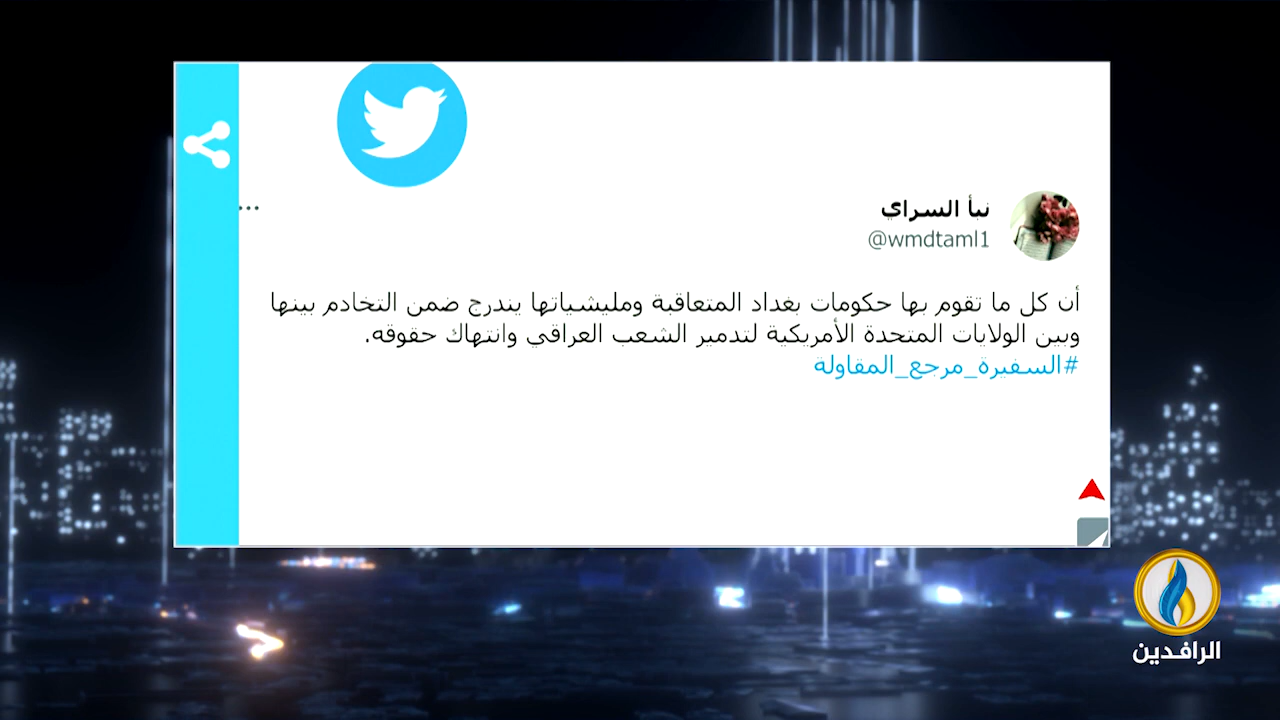 نبأ السراي
@wmdtaml1
أن كل ما تقوم بها حكومات بغداد المتعاقبة ومليشياتها يندرج ضمن التخادم بينها
وبين الولايات المتحدة الأمريكية لتدمير الشعب العراقي وانتهاك حقوقه.
#السفيرة_مرجع_المقاولة
الرافدين